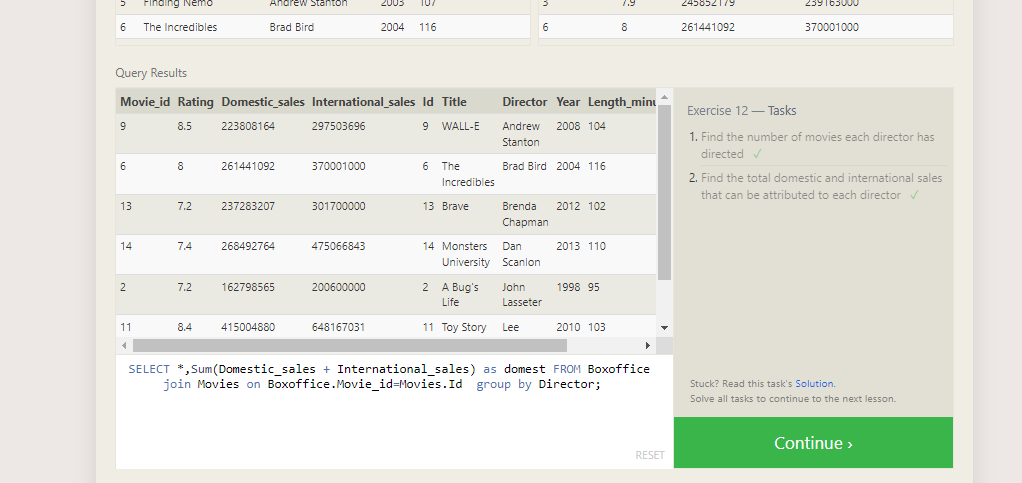 5 Finding Nemo Andrew Stanton 2003 107 3 7.9 245852179 239163000
6 The Incredibles Brad Bird 2004 116 6 8 261441092 370001000
Query Results
Movie_id Rating Domestic_sales International_sales Id Title Director Year Length_minu
9 8.5 223808164 297503696 9 WALL-E Andrew 2008 104
Stanton
6 8 261441092 370001000 6 The Brad Bird 2004 116
Incredibles
13 7.2 237283207 301700000 13 Brave Brenda 2012 102
Chapman
14 7.4 268492764 475066843 14 Monsters Dan 2013 110
University Scanlon
2 7.2 162798565 200600000 2 A Bug's John 1998 95
Life Lasseter
11 8.4 415004880 648167031 11 Toy Story Lee 2010 103
SELECT *,Sum(Domestic_sales + International_sales) as domest FROM Boxoffice
join Movies on Boxoffice.Movie_id=Movies.Id group by Director;
RESET
Exercise 12 — Tasks
1. Find the number of movies each director has
directed ✓
2. Find the total domestic and international sales
that can be attributed to each director ✓
Stuck? Read this task's Solution.
Solve all tasks to continue to the next lesson.
Continue ›